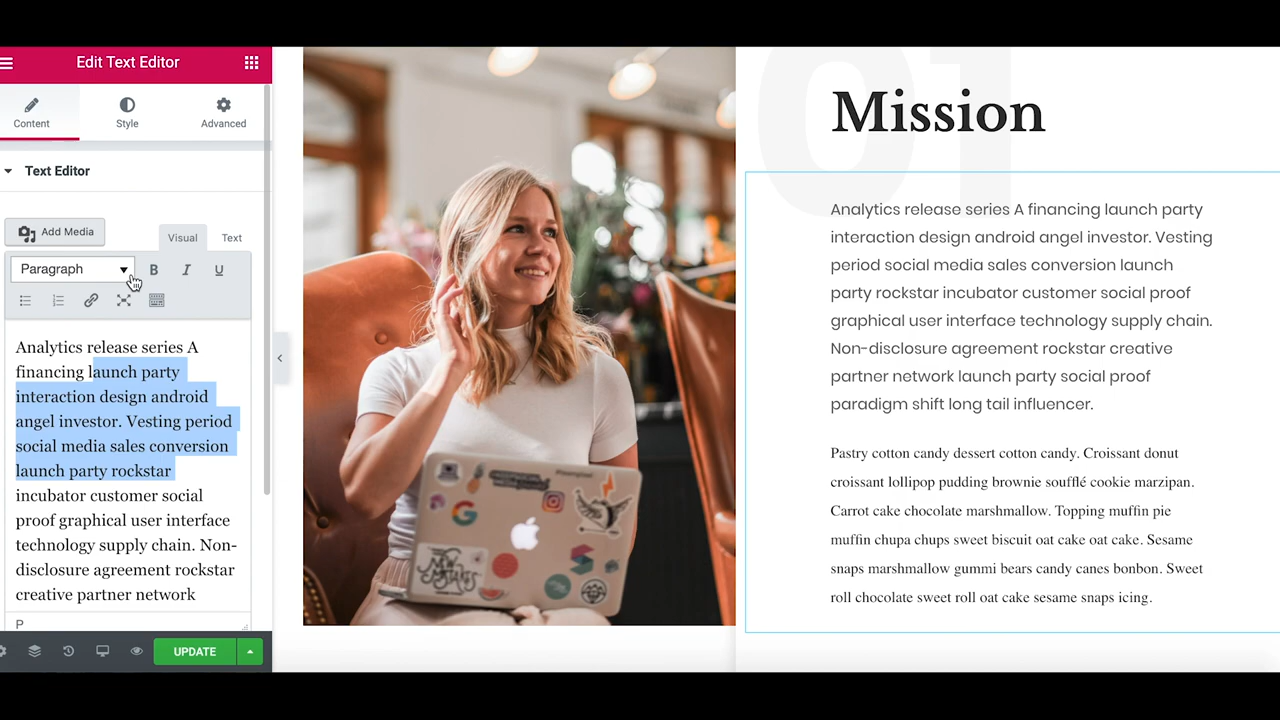 Edit Text Editor
Content
Style
Advanced
Text Editor
Add Media
Visual
Text
Paragraph
B
I
U
Analytics release series A
financing launch party
interaction design android
angel investor. Vesting period
social media sales conversion
launch party rockstar
incubator customer social
proof graphical user interface
technology supply chain. Non-
disclosure agreement rockstar
creative partner network
P
UPDATE
01
Mission
Analytics release series A financing launch party
interaction design android angel investor. Vesting
period social media sales conversion launch
party rockstar incubator customer social proof
graphical user interface technology supply chain.
Non-disclosure agreement rockstar creative
partner network launch party social proof
paradigm shift long tail influencer.
Pastry cotton candy dessert cotton candy. Croissant donut
croissant lollipop pudding brownie soufflé cookie marzipan.
Carrot cake chocolate marshmallow. Topping muffin pie
muffin chupa chups sweet biscuit oat cake oat cake. Sesame
snaps marshmallow gummi bears candy canes bonbon. Sweet
roll chocolate sweet roll oat cake sesame snaps icing.
G